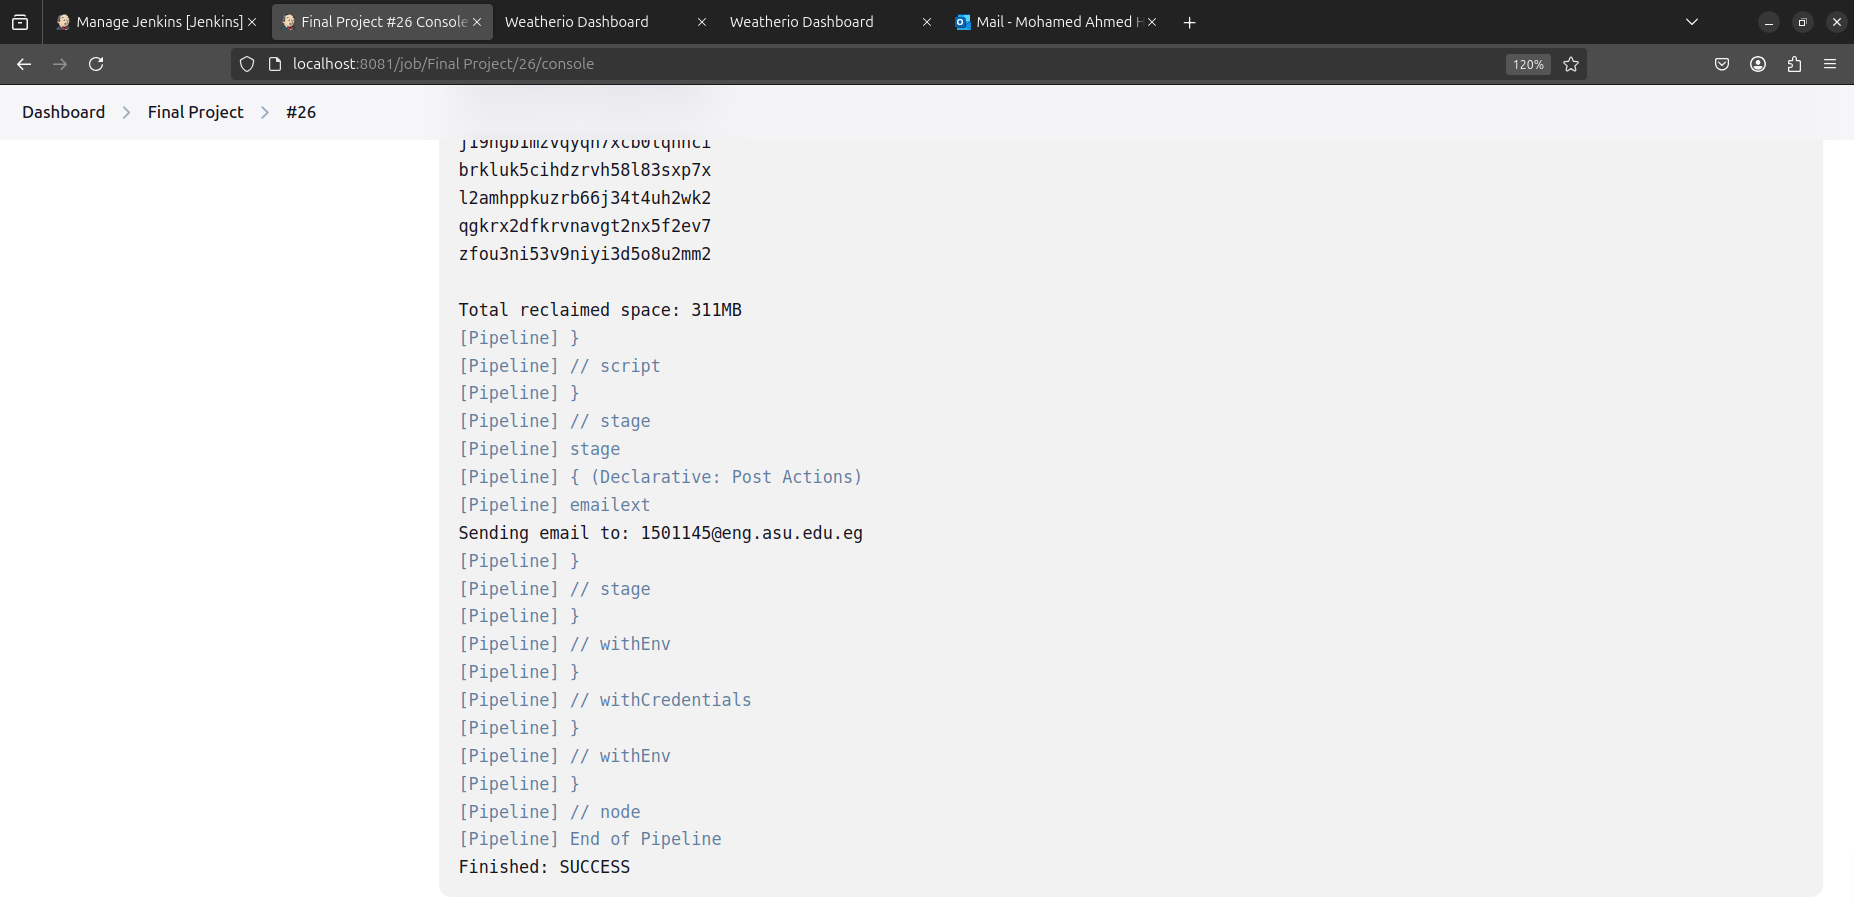 Manage Jenkins [Jenkins]
Final Project #26 Console
Weatherio Dashboard
Weatherio Dashboard
Mail - Mohamed Ahmed H
localhost:8081/job/Final Project/26/console
120%
Dashboard
Final Project
#26
brkluk5cihdzrvh58l83sxp7x
l2amhppkuzrb66j34t4uh2wk2
qgkrx2dfkrvnavgt2nx5f2ev7
zfou3ni53v9niyi3d5o8u2mm2
Total reclaimed space: 311MB
[Pipeline] }
[Pipeline] // script
[Pipeline] }
[Pipeline] // stage
[Pipeline] stage
[Pipeline] { (Declarative: Post Actions)
[Pipeline] emailext
Sending email to: 1501145@eng.asu.edu.eg
[Pipeline] }
[Pipeline] // stage
[Pipeline] }
[Pipeline] // withEnv
[Pipeline] }
[Pipeline] // withCredentials
[Pipeline] }
[Pipeline] // withEnv
[Pipeline] }
[Pipeline] // node
[Pipeline] End of Pipeline
Finished: SUCCESS